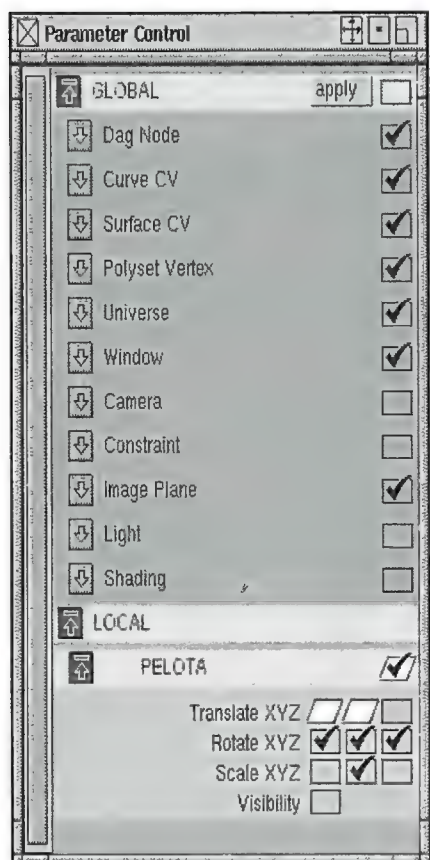 Parameter Control
GLOBAL apply
Dag Node
Curve CV
Surface CV
Polyset Vertex
Universe
Window
Camera
Constraint
Image Plane
Light
Shading
LOCAL
PELOTA
Translate XYZ
Rotate XYZ
Scale XYZ
Visibility